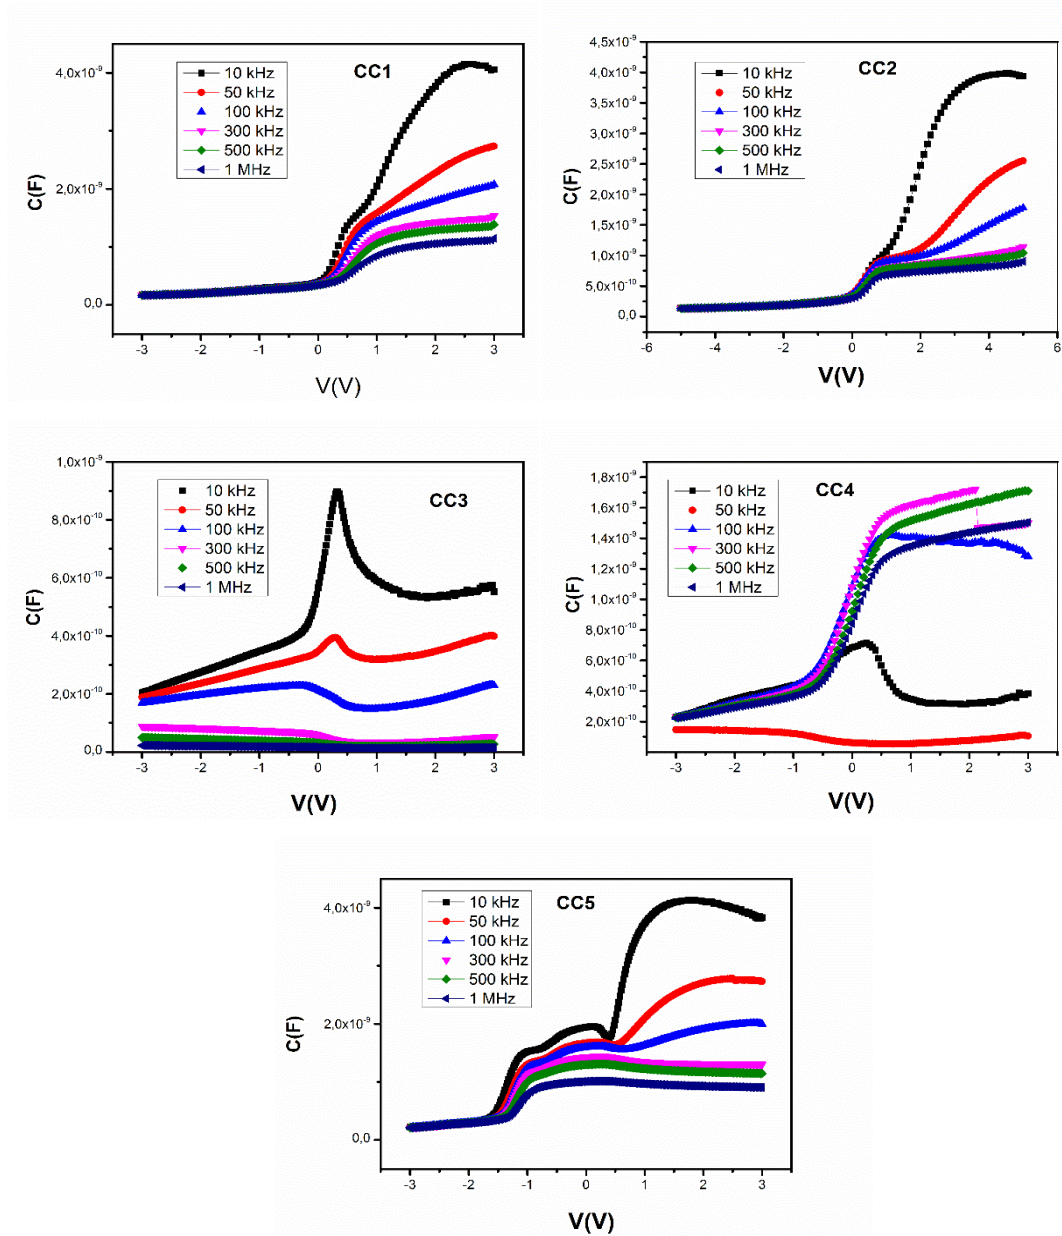 CC1
10 kHz
50 kHz
100 kHz
300 kHz
500 kHz
1 MHz
C(F)
4,0x10⁻⁹
2,0x10⁻⁹
0,0
-3 -2 -1 0 1 2 3
V(V)
CC2
10 kHz
50 kHz
100 kHz
300 kHz
500 kHz
1 MHz
C(F)
4,5x10⁻⁹
4,0x10⁻⁹
3,5x10⁻⁹
3,0x10⁻⁹
2,5x10⁻⁹
2,0x10⁻⁹
1,5x10⁻⁹
1,0x10⁻⁹
5,0x10⁻¹⁰
0,0
-6 -4 -2 0 2 4 6
V(V)
CC3
10 kHz
50 kHz
100 kHz
300 kHz
500 kHz
1 MHz
C(F)
1,0x10⁻⁹
8,0x10⁻¹⁰
6,0x10⁻¹⁰
4,0x10⁻¹⁰
2,0x10⁻¹⁰
0,0
-3 -2 -1 0 1 2 3
V(V)
CC4
10 kHz
50 kHz
100 kHz
300 kHz
500 kHz
1 MHz
C(F)
1,8x10⁻⁹
1,6x10⁻⁹
1,4x10⁻⁹
1,2x10⁻⁹
1,0x10⁻⁹
8,0x10⁻¹⁰
6,0x10⁻¹⁰
4,0x10⁻¹⁰
2,0x10⁻¹⁰
-3 -2 -1 0 1 2 3
V(V)
CC5
10 kHz
50 kHz
100 kHz
300 kHz
500 kHz
1 MHz
C(F)
4,0x10⁻⁹
2,0x10⁻⁹
0,0
-3 -2 -1 0 1 2 3
V(V)